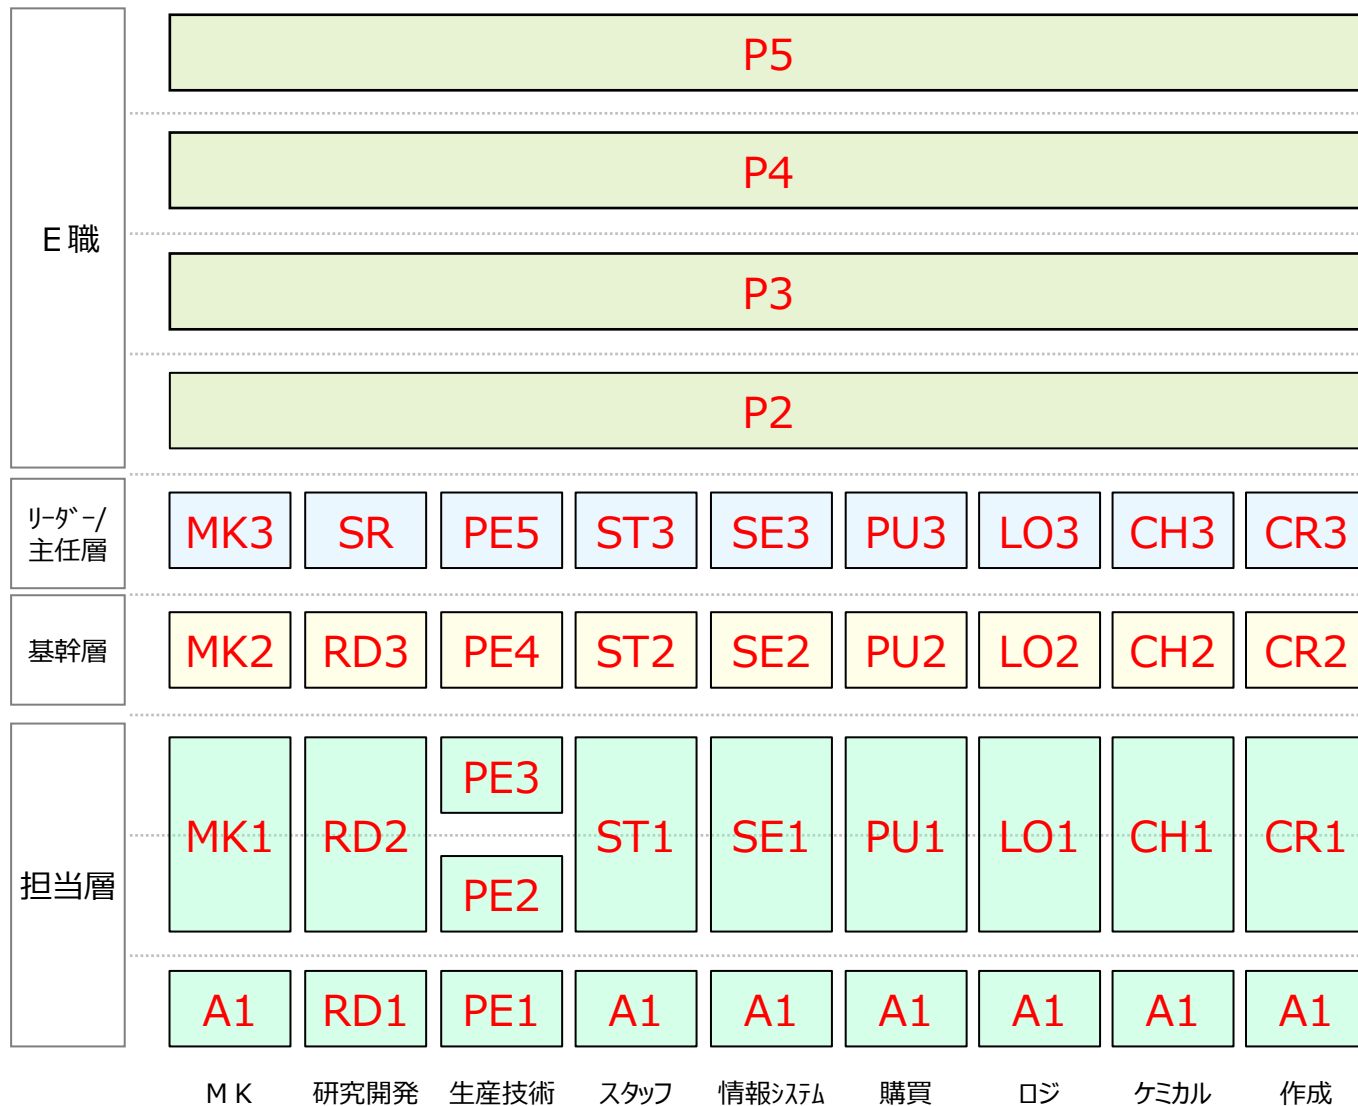 P5
P4
E職
P3
P2
ﾘｰﾀﾞｰ/
主任層
MK3 SR PE5 ST3 SE3 PU3 LO3 CH3 CR3
基幹層
MK2 RD3 PE4 ST2 SE2 PU2 LO2 CH2 CR2
担当層
PE3
MK1 RD2 ST1 SE1 PU1 LO1 CH1 CR1
PE2
A1 RD1 PE1 A1 A1 A1 A1 A1 A1
ＭＫ 研究開発 生産技術 スタッフ 情報ｼｽﾃﾑ 購買 ロジ ケミカル 作成